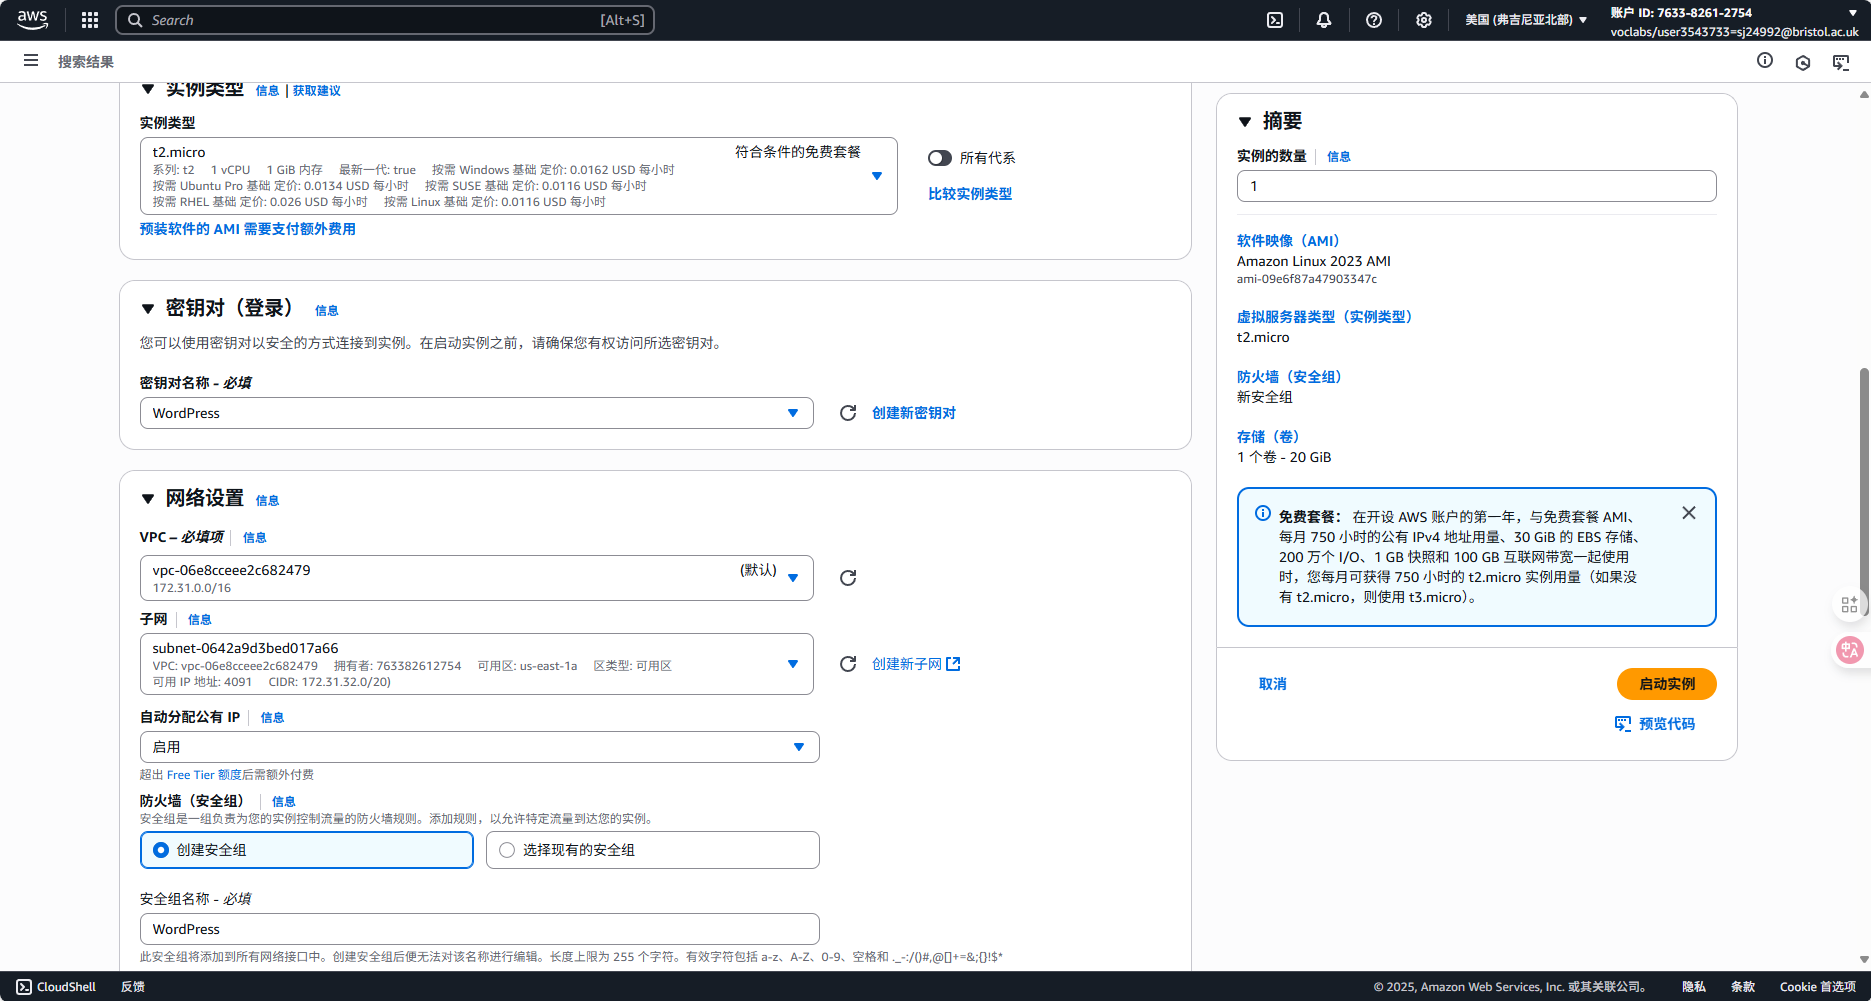 aws
Search
[Alt+S]
美国 (弗吉尼亚北部)
账户 ID: 7633-8261-2754
voclabs/user3543733=sj24992@bristol.ac.uk
搜索结果
实例类型 信息 | 获取建议
实例类型
t2.micro 符合条件的免费套餐
系列: t2 1 vCPU 1 GiB 内存 最新一代: true 按需 Windows 基础 定价: 0.0162 USD 每小时
按需 Ubuntu Pro 基础 定价: 0.0134 USD 每小时 按需 SUSE 基础 定价: 0.0116 USD 每小时
按需 RHEL 基础 定价: 0.026 USD 每小时 按需 Linux 基础 定价: 0.0116 USD 每小时
所有代系
比较实例类型
预装软件的 AMI 需要支付额外费用
密钥对（登录） 信息
您可以使用密钥对以安全的方式连接到实例。在启动实例之前，请确保您有权访问所选密钥对。
密钥对名称 - 必填
WordPress
创建新密钥对
网络设置 信息
VPC – 必填项 信息
vpc-06e8cceee2c682479 (默认)
172.31.0.0/16
子网 信息
subnet-0642a9d3bed017a66
VPC: vpc-06e8cceee2c682479 拥有者: 763382612754 可用区: us-east-1a 区类型: 可用区
可用 IP 地址: 4091 CIDR: 172.31.32.0/20)
创建新子网
自动分配公有 IP 信息
启用
超出 Free Tier 额度后需额外付费
防火墙（安全组） 信息
安全组是一组负责为您的实例控制流量的防火墙规则。添加规则，以允许特定流量到达您的实例。
创建安全组
选择现有的安全组
安全组名称 - 必填
WordPress
此安全组将添加到所有网络接口中。创建安全组后便无法对该名称进行编辑。长度上限为 255 个字符。有效字符包括 a-z、A-Z、0-9、空格和 ._-:/()#,@[]+=&;{}!$*
摘要
实例的数量 信息
1
软件映像（AMI）
Amazon Linux 2023 AMI
ami-09e6f87a47903347c
虚拟服务器类型（实例类型）
t2.micro
防火墙（安全组）
新安全组
存储（卷）
1 个卷 - 20 GiB
免费套餐： 在开设 AWS 账户的第一年，与免费套餐 AMI、
每月 750 小时的公有 IPv4 地址用量、30 GiB 的 EBS 存储、
200 万个 I/O、1 GB 快照和 100 GB 互联网带宽一起使用
时，您每月可获得 750 小时的 t2.micro 实例用量（如果没
有 t2.micro，则使用 t3.micro）。
取消
启动实例
预览代码
中A
CloudShell
反馈
© 2025, Amazon Web Services, Inc. 或其关联公司。
隐私
条款
Cookie 首选项